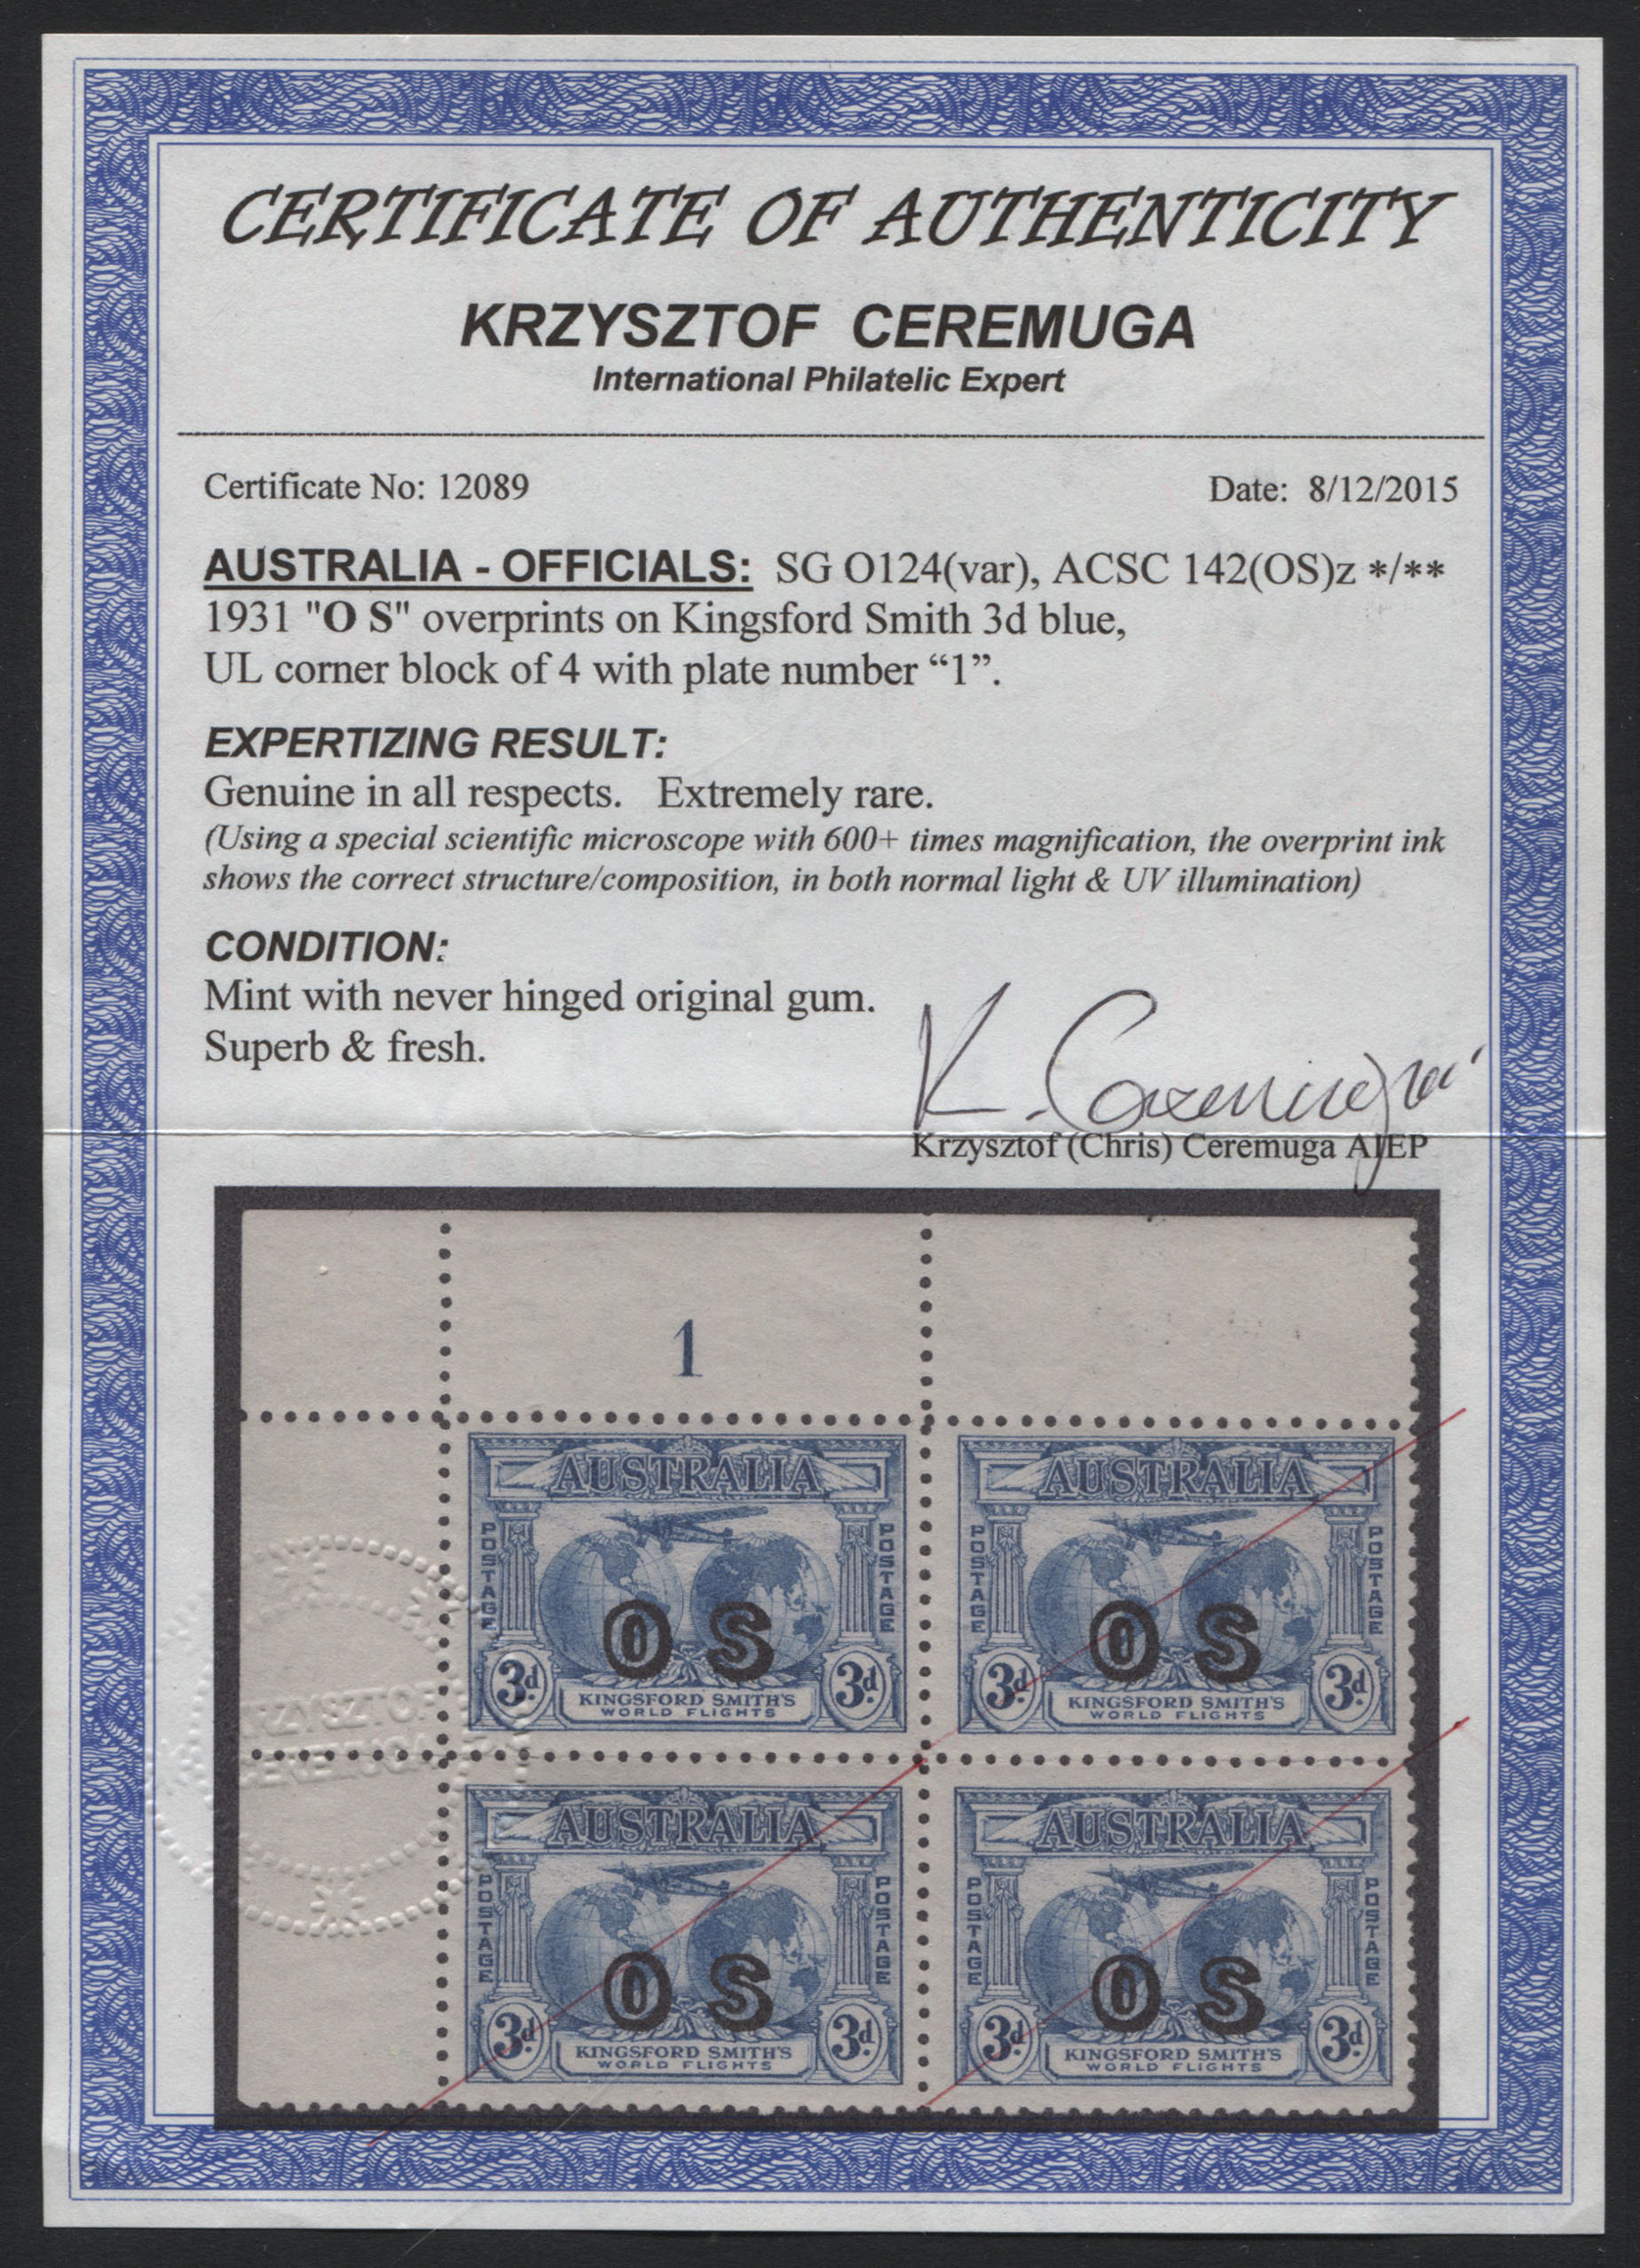 CERTIFICATE OF AUTHENTICITY
KRZYSZTOF CEREMUGA
International Philatelic Expert
Certificate No: 12089 Date: 8/12/2015
AUSTRALIA - OFFICIALS: SG O124(var), ACSC 142(OS)z */**
1931 "O S" overprints on Kingsford Smith 3d blue,
UL corner block of 4 with plate number “1”.
EXPERTIZING RESULT:
Genuine in all respects. Extremely rare.
(Using a special scientific microscope with 600+ times magnification, the overprint ink
shows the correct structure/composition, in both normal light & UV illumination)
CONDITION:
Mint with never hinged original gum.
Superb & fresh.
K. Ceremuga
Krzysztof (Chris) Ceremuga AIEP
1
AUSTRALIA
POSTAGE
POSTAGE
O S
3d. 3d.
KINGSFORD SMITH'S
WORLD FLIGHTS
AUSTRALIA
POSTAGE
POSTAGE
O S
3d. 3d.
KINGSFORD SMITH'S
WORLD FLIGHTS
KRZYSZTOF
CEREMUGA
AUSTRALIA
POSTAGE
POSTAGE
O S
3d. 3d.
KINGSFORD SMITH'S
WORLD FLIGHTS
AUSTRALIA
POSTAGE
POSTAGE
O S
3d. 3d.
KINGSFORD SMITH'S
WORLD FLIGHTS